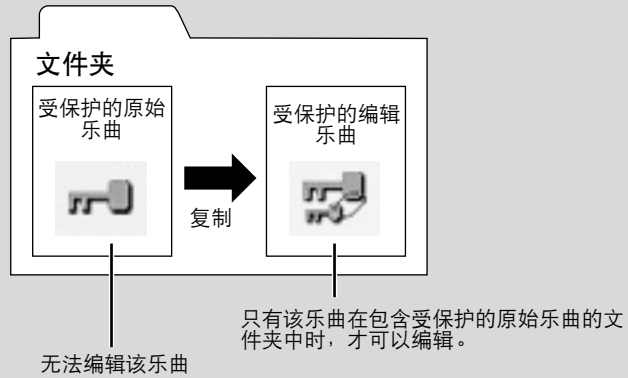 文件夹
受保护的原始
乐曲
受保护的编辑
乐曲
复制
只有该乐曲在包含受保护的原始乐曲的文
件夹中时，才可以编辑。
无法编辑该乐曲